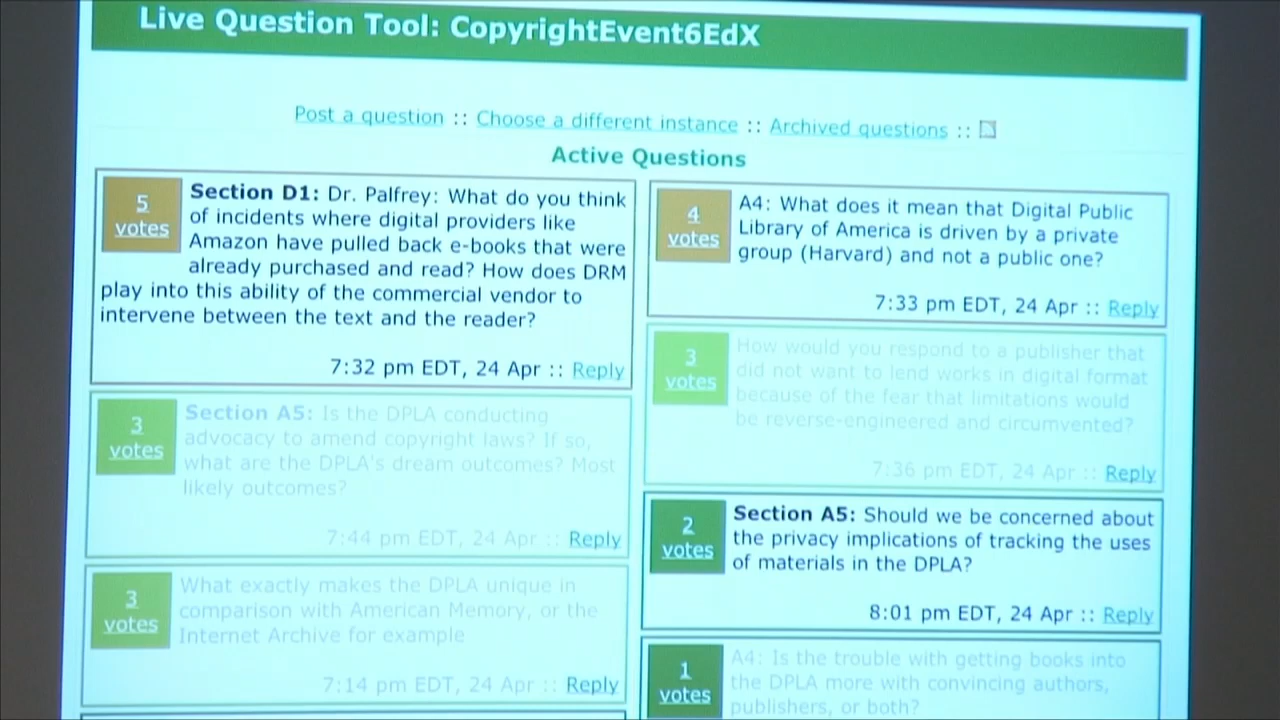 Live Question Tool: CopyrightEvent6EdX
Post a question :: Choose a different instance :: Archived questions ::
Active Questions
5
votes
Section D1: Dr. Palfrey: What do you think
of incidents where digital providers like
Amazon have pulled back e-books that were
already purchased and read? How does DRM
play into this ability of the commercial vendor to
intervene between the text and the reader?
7:32 pm EDT, 24 Apr :: Reply
3
votes
Section A5: Is the DPLA conducting
advocacy to amend copyright laws? If so,
what are the DPLA's dream outcomes? Most
likely outcomes?
7:44 pm EDT, 24 Apr :: Reply
3
votes
What exactly makes the DPLA unique in
comparison with American Memory, or the
Internet Archive for example
7:14 pm EDT, 24 Apr :: Reply
4
votes
A4: What does it mean that Digital Public
Library of America is driven by a private
group (Harvard) and not a public one?
7:33 pm EDT, 24 Apr :: Reply
3
votes
How would you respond to a publisher that
did not want to lend works in digital format
because of the fear that limitations would
be reverse-engineered and circumvented?
7:36 pm EDT, 24 Apr :: Reply
2
votes
Section A5: Should we be concerned about
the privacy implications of tracking the uses
of materials in the DPLA?
8:01 pm EDT, 24 Apr :: Reply
1
votes
A4: Is the trouble with getting books into
the DPLA more with convincing authors,
publishers, or both?